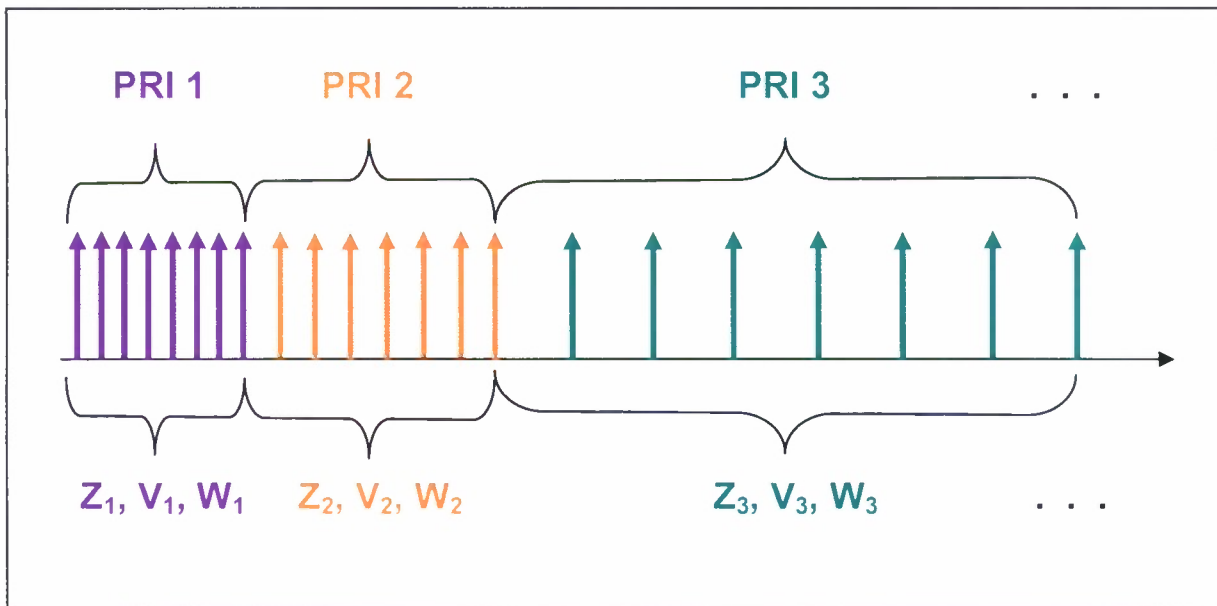 PRI 1 PRI 2 PRI 3 . . .
Z₁, V₁, W₁ Z₂, V₂, W₂ Z₃, V₃, W₃ . . .